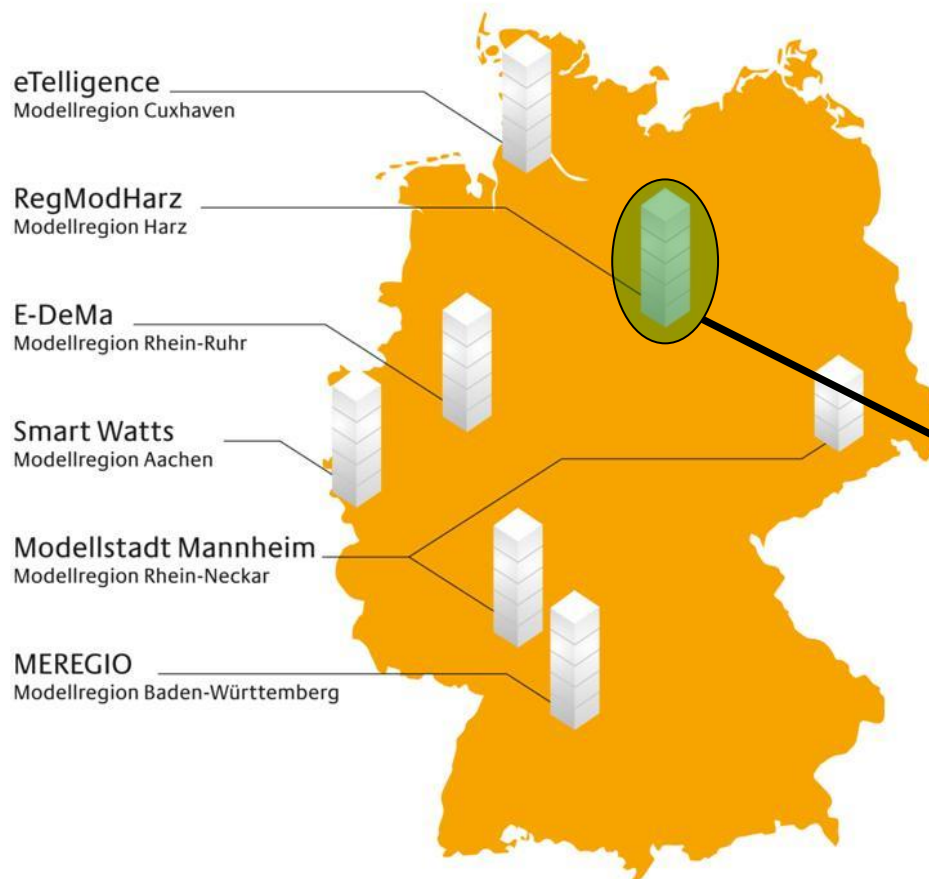 eTelligence
Modellregion Cuxhaven
RegModHarz
Modellregion Harz
E-DeMa
Modellregion Rhein-Ruhr
Smart Watts
Modellregion Aachen
Modellstadt Mannheim
Modellregion Rhein-Neckar
MEREGIO
Modellregion Baden-Württemberg